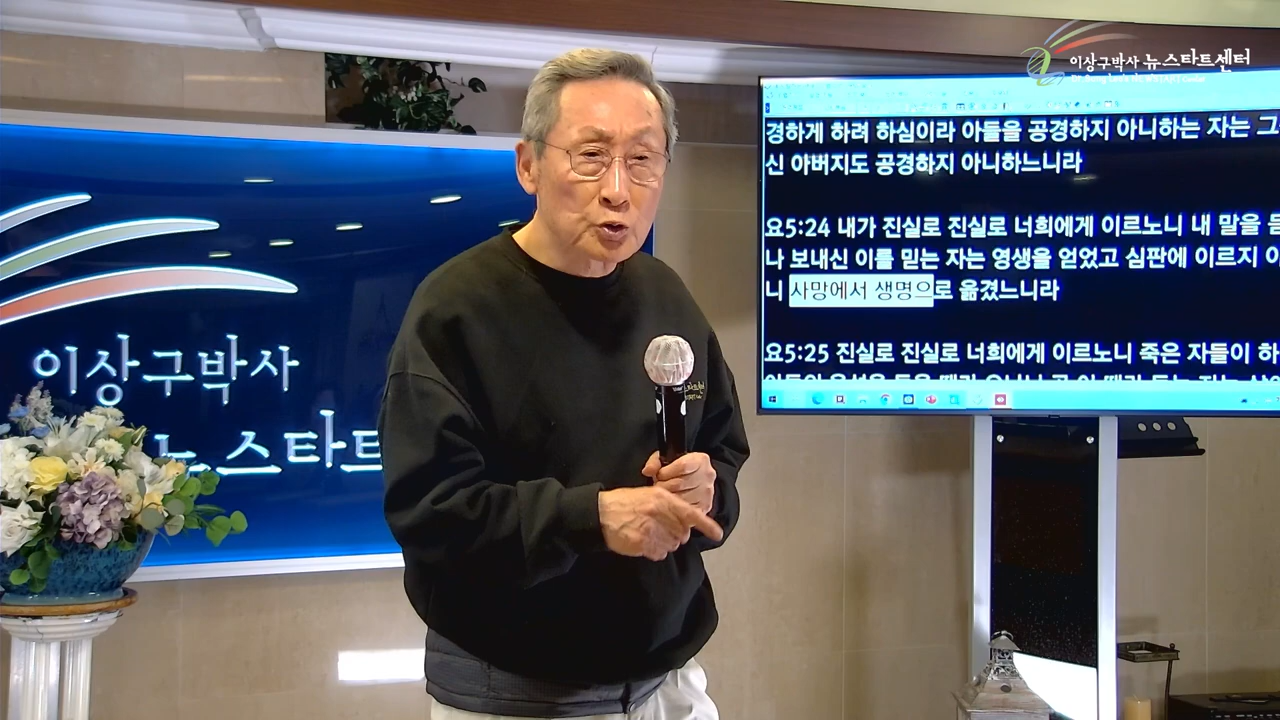 이상구박사 뉴스타트센터
경하게 하려 하심이라 아들을 공경하지 아니하는 자는 그
신 아버지도 공경하지 아니하느니라
요5:24 내가 진실로 진실로 너희에게 이르노니 내 말을 듣
나 보내신 이를 믿는 자는 영생을 얻었고 심판에 이르지 아
니 사망에서 생명으로 옮겼느니라
요5:25 진실로 진실로 너희에게 이르노니 죽은 자들이 하
이상구박사
뉴스타트